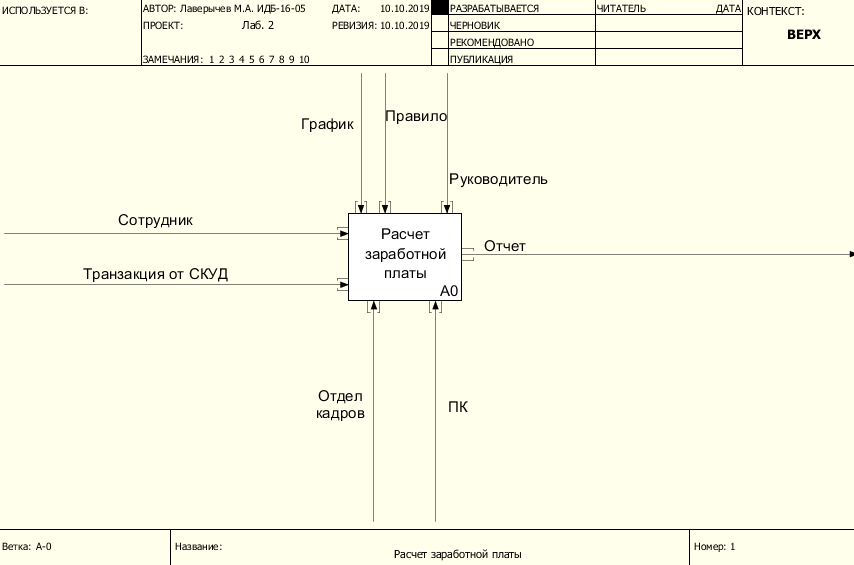 ИСПОЛЬЗУЕТСЯ В:
АВТОР: Лаверычев М.А. ИДБ-16-05
ДАТА: 10.10.2019
ПРОЕКТ: Лаб. 2
РЕВИЗИЯ: 10.10.2019
ЗАМЕЧАНИЯ: 1 2 3 4 5 6 7 8 9 10
РАЗРАБАТЫВАЕТСЯ
ЧЕРНОВИК
РЕКОМЕНДОВАНО
ПУБЛИКАЦИЯ
ЧИТАТЕЛЬ ДАТА
КОНТЕКСТ:
ВЕРХ
График
Правило
Руководитель
Сотрудник
Транзакция от СКУД
Расчет
заработной
платы
A0
Отчет
Отдел
кадров
ПК
Ветка: A-0
Название:
Расчет заработной платы
Номер: 1